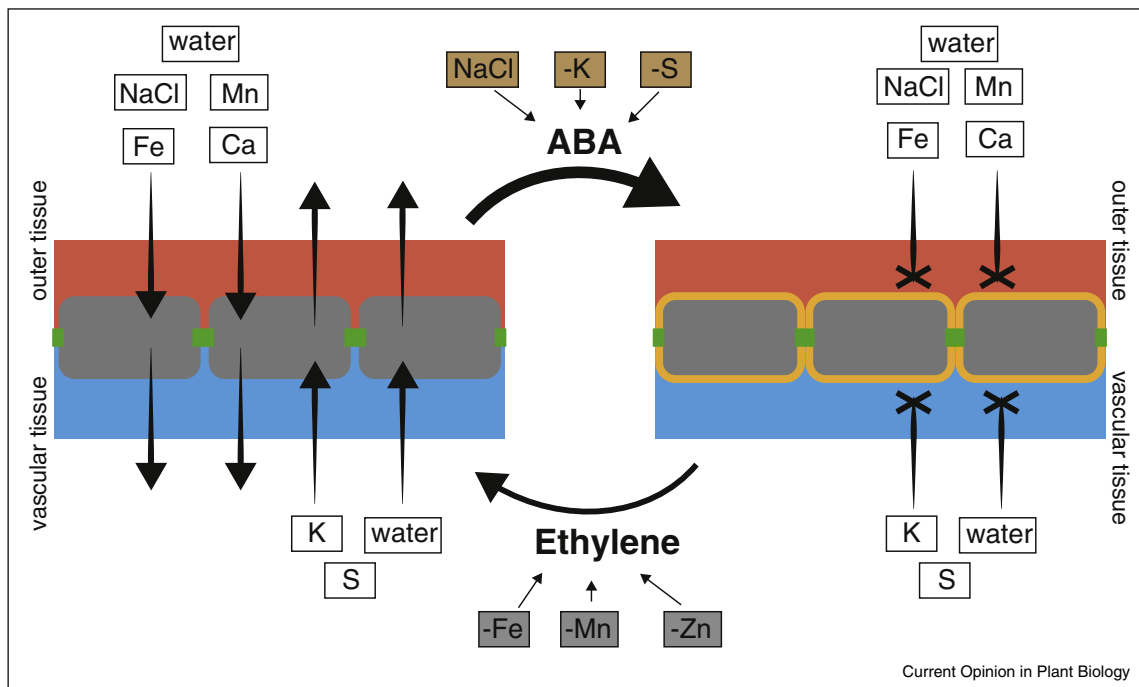 water
NaCl Mn
Fe Ca
outer tissue
vascular tissue
K water
S
NaCl -K -S
ABA
Ethylene
-Fe -Mn -Zn
water
NaCl Mn
Fe Ca
outer tissue
vascular tissue
K water
S
Current Opinion in Plant Biology